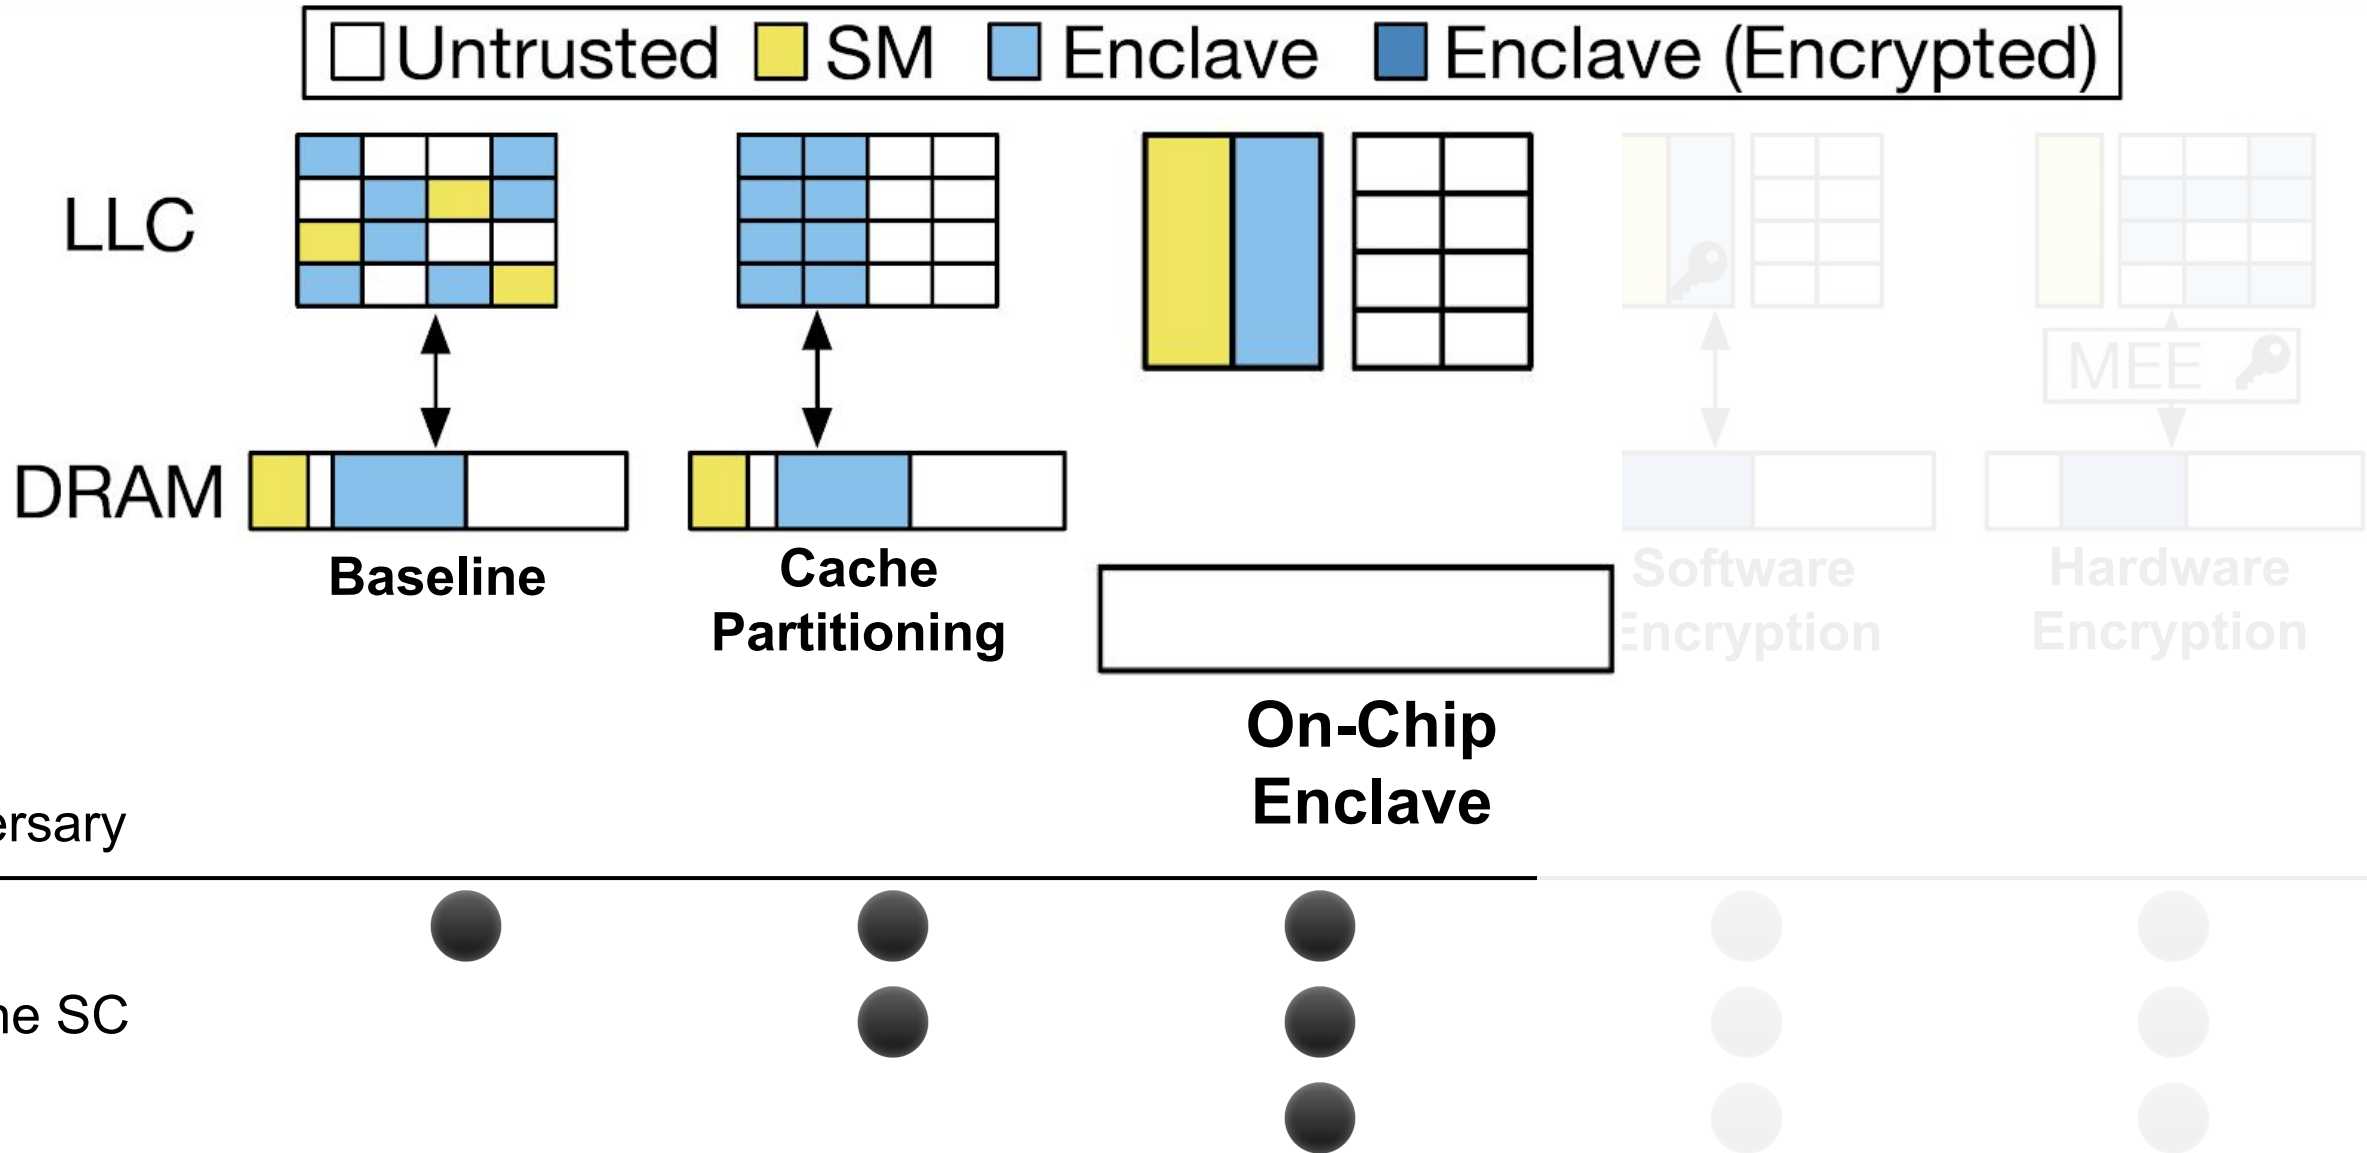 Untrusted SM Enclave Enclave (Encrypted)
LLC
MEE
DRAM
Baseline
Cache
Partitioning
On-Chip
Enclave
Software
Encryption
Hardware
Encryption
ersary
ne SC